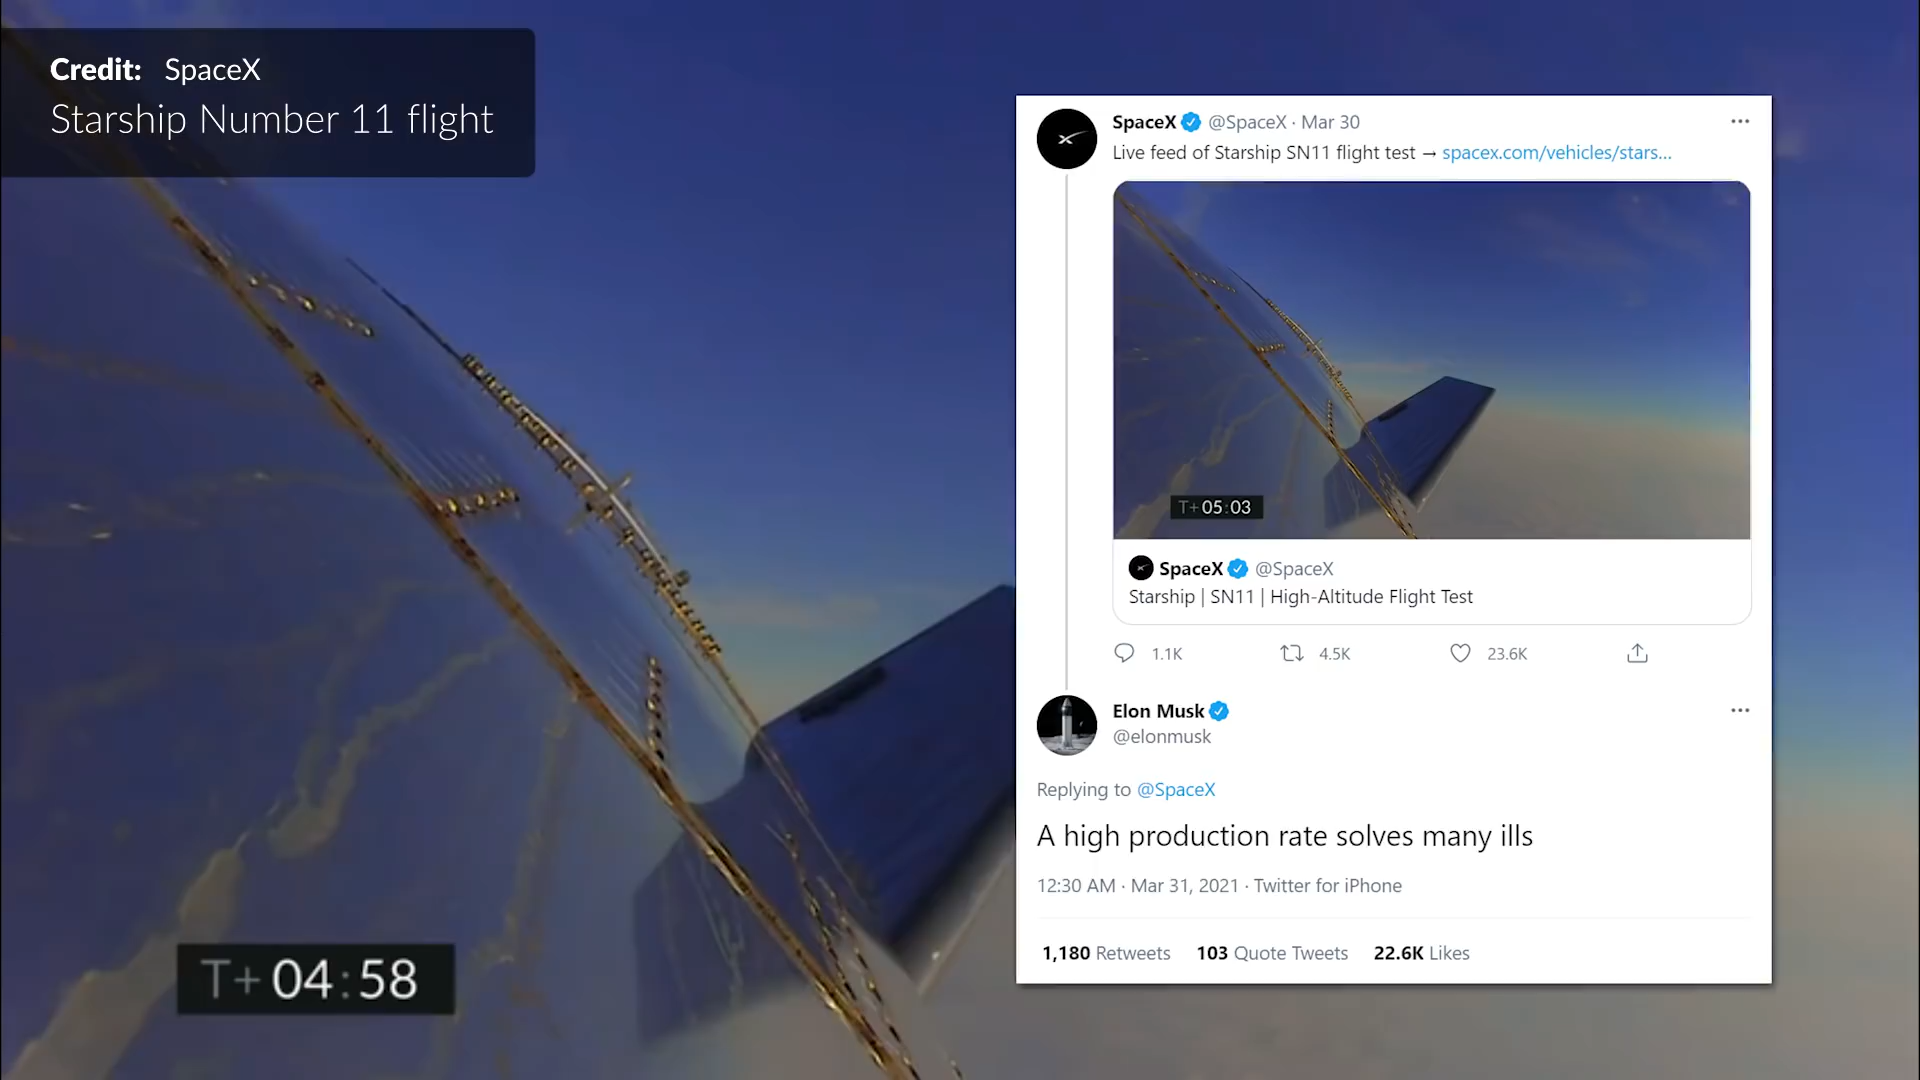 Credit: SpaceX
Starship Number 11 flight
SpaceX @SpaceX · Mar 30
Live feed of Starship SN11 flight test → spacex.com/vehicles/stars...
T+05:03
SpaceX @SpaceX
Starship | SN11 | High-Altitude Flight Test
1.1K 4.5K 23.6K
Elon Musk
@elonmusk
Replying to @SpaceX
A high production rate solves many ills
12:30 AM · Mar 31, 2021 · Twitter for iPhone
1,180 Retweets 103 Quote Tweets 22.6K Likes
T+ 04:58